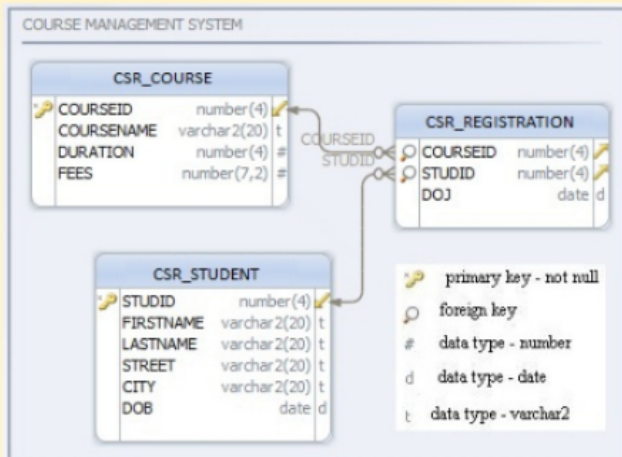 COURSE MANAGEMENT SYSTEM
CSR_COURSE
COURSEID number(4)
COURSENAME varchar2(20) t
DURATION number(4) #
FEES number(7,2) #
COURSEID
STUDID
CSR_REGISTRATION
COURSEID number(4)
STUDID number(4)
DOJ date d
CSR_STUDENT
STUDID number(4)
FIRSTNAME varchar2(20) t
LASTNAME varchar2(20) t
STREET varchar2(20) t
CITY varchar2(20) t
DOB date d
primary key - not null
foreign key
# data type - number
d data type - date
t data type - varchar2